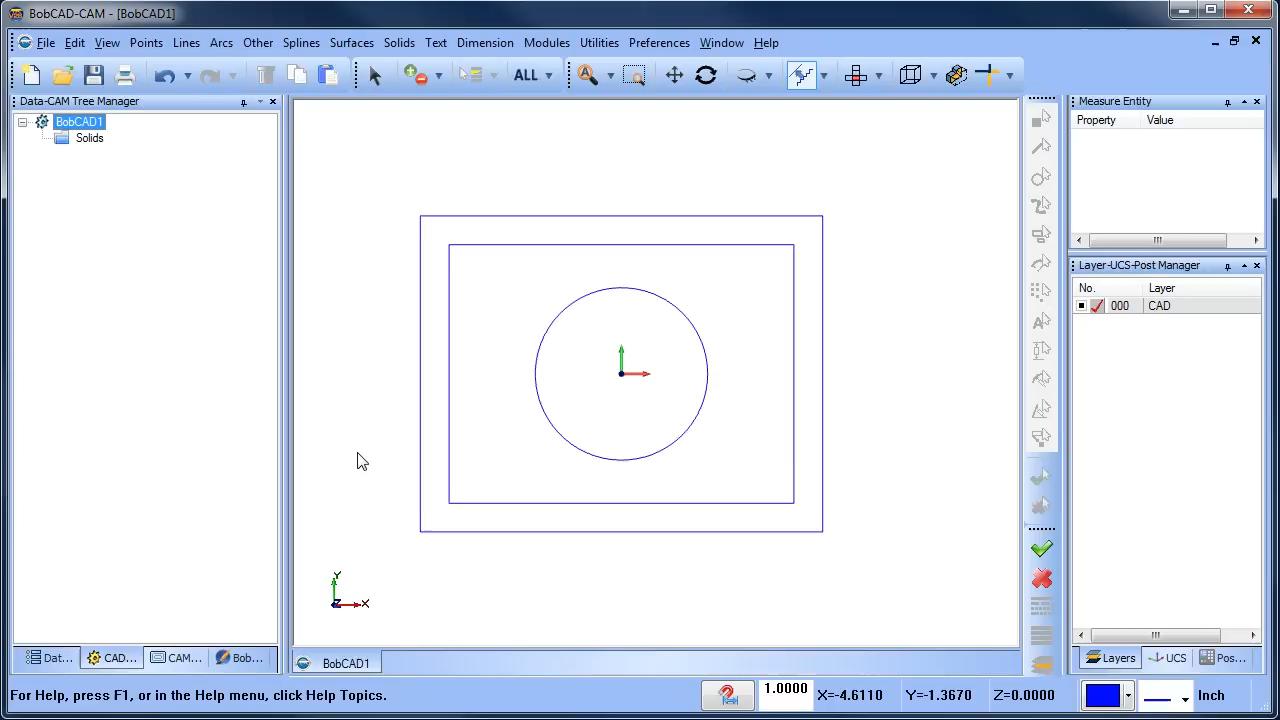 BobCAD-CAM - [BobCAD1]
File Edit View Points Lines Arcs Other Splines Surfaces Solids Text Dimension Modules Utilities Preferences Window Help
ALL
Data-CAM Tree Manager
BobCAD1
Solids
Measure Entity
Property Value
Layer-UCS-Post Manager
No. Layer
000 CAD
Y
Z X
Dat... CAD... CAM... Bob...
BobCAD1
Layers UCS Pos...
For Help, press F1, or in the Help menu, click Help Topics.
1.0000 X=-4.6110 Y=-1.3670 Z=0.0000 Inch